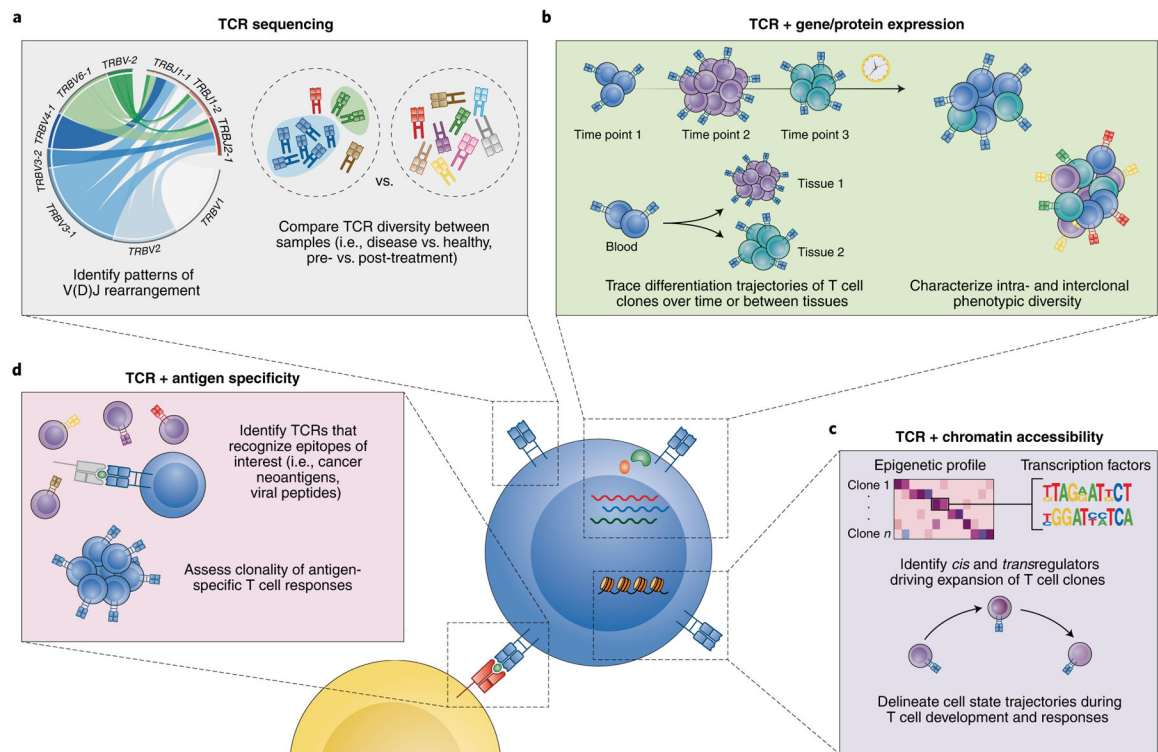 a
TCR sequencing
TRBV6-1
TRBV-2
TRBJ1-1
TRBJ1-2
TRBJ2-1
TRBV4-1
TRBV3-2
TRBV3-1
TRBV2
TRBV1
Identify patterns of
V(D)J rearrangement
vs.
Compare TCR diversity between
samples (i.e., disease vs. healthy,
pre- vs. post-treatment)
b
TCR + gene/protein expression
Time point 1
Time point 2
Time point 3
Blood
Tissue 1
Tissue 2
Trace differentiation trajectories of T cell
clones over time or between tissues
Characterize intra- and interclonal
phenotypic diversity
d
TCR + antigen specificity
Identify TCRs that
recognize epitopes of
interest (i.e., cancer
neoantigens,
viral peptides)
Assess clonality of antigen-
specific T cell responses
c
TCR + chromatin accessibility
Epigenetic profile
Transcription factors
Clone 1
Clone n
Identify cis and transregulators
driving expansion of T cell clones
Delineate cell state trajectories during
T cell development and responses